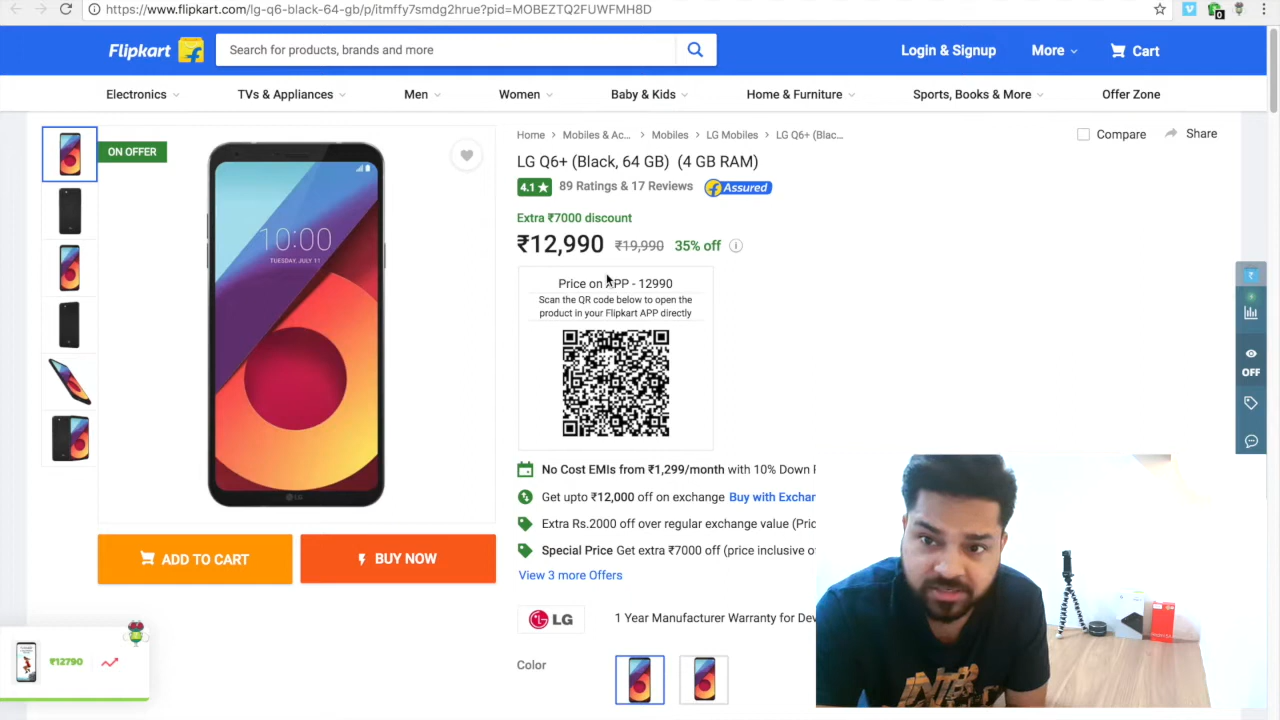 https://www.flipkart.com/lg-q6-black-64-gb/p/itmffy7smdg2hrue?pid=MOBEZTQ2FUWFMH8D
0
Flipkart
Search for products, brands and more
Login & Signup
More
Cart
Electronics
TVs & Appliances
Men
Women
Baby & Kids
Home & Furniture
Sports, Books & More
Offer Zone
ON OFFER
Home > Mobiles & Ac... > Mobiles > LG Mobiles > LG Q6+ (Blac...
Compare
Share
LG Q6+ (Black, 64 GB) (4 GB RAM)
4.1 ★ 89 Ratings & 17 Reviews Assured
Extra ₹7000 discount
₹12,990 ₹19,990 35% off
10:00
TUESDAY, JULY 11
LG
Price on APP - 12990
Scan the QR code below to open the
product in your Flipkart APP directly
OFF
No Cost EMIs from ₹1,299/month with 10% Down P
Get upto ₹12,000 off on exchange Buy with Exchan
Extra Rs.2000 off over regular exchange value (Pric
Special Price Get extra ₹7000 off (price inclusive o
View 3 more Offers
ADD TO CART
BUY NOW
LG
1 Year Manufacturer Warranty for Dev
Color
₹12790